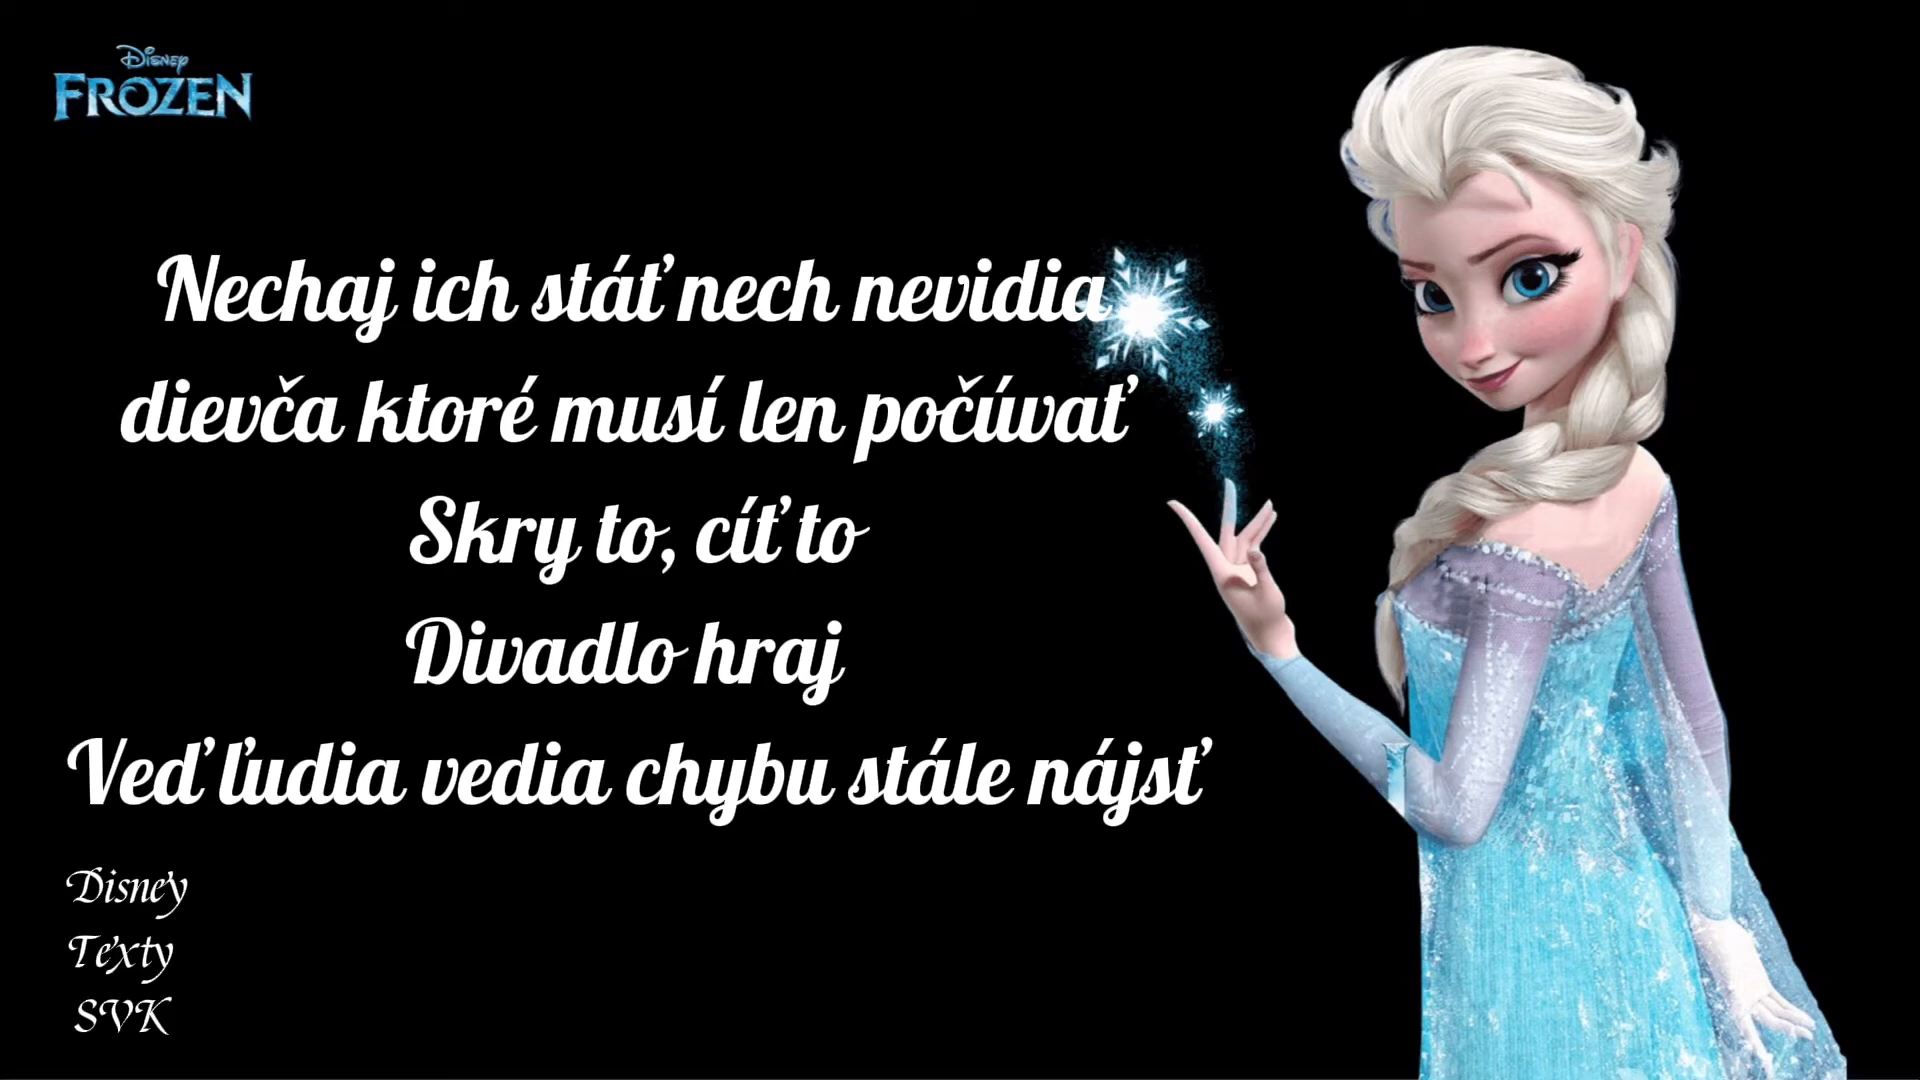 Disney
FROZEN
Nechaj ich stáť nech nevidia
dievča ktoré musí len počúvať
Skry to, cíť to
Divadlo hraj
Veď ľudia vedia chybu stále nájsť
Disney
Texty
SVK